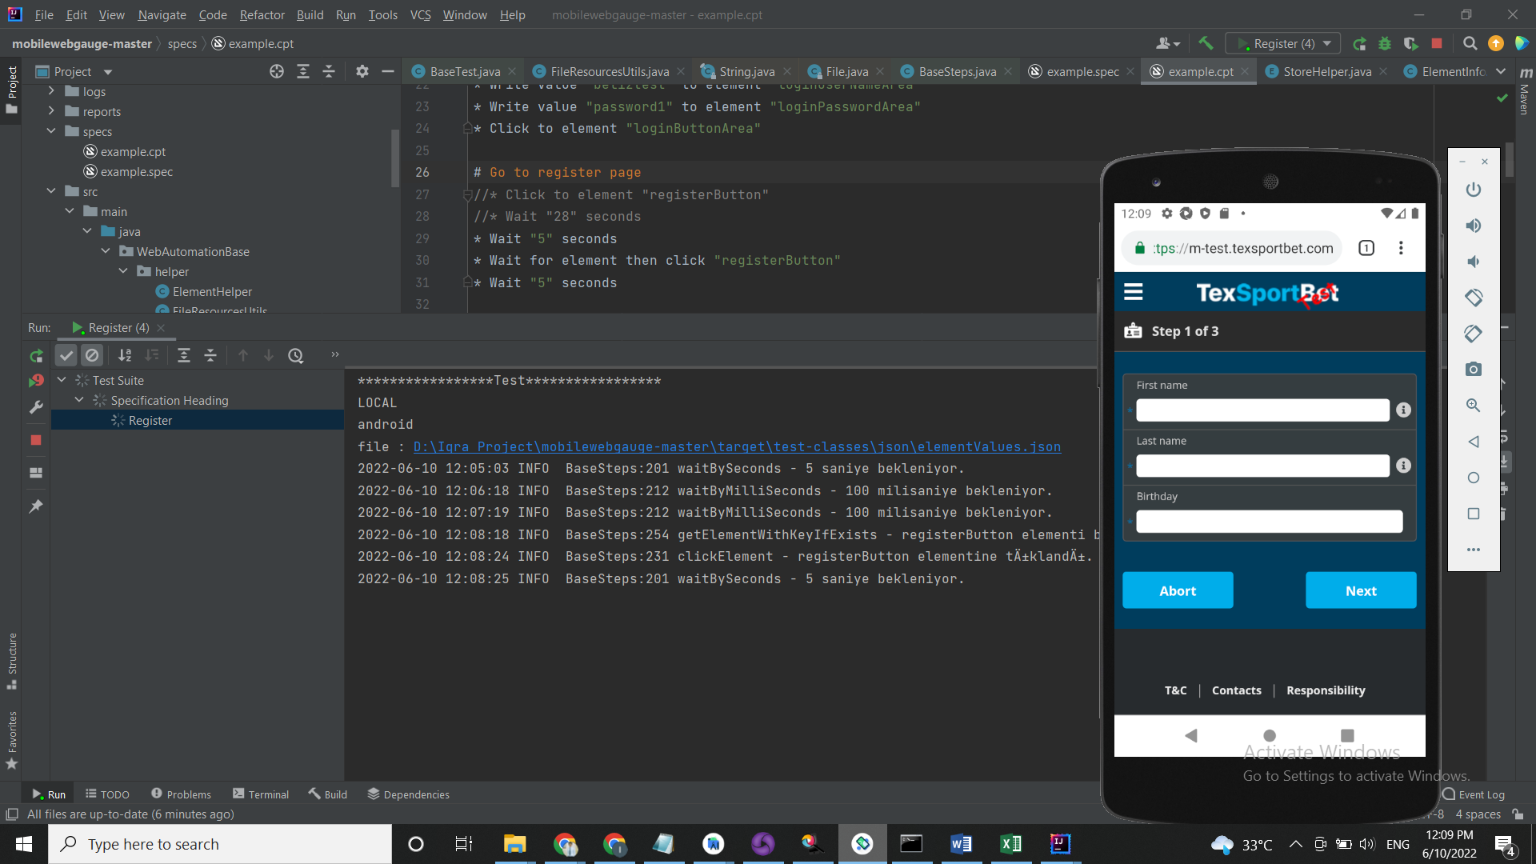 File Edit View Navigate Code Refactor Build Run Tools VCS Window Help mobilewebgauge-master - example.cpt
mobilewebgauge-master specs example.cpt
Register (4)
Project
BaseTest.java FileResourcesUtils.java String.java File.java BaseSteps.java example.spec example.cpt StoreHelper.java ElementInfo.
Project
Maven
logs
reports
specs
example.cpt
example.spec
src
main
java
WebAutomationBase
helper
ElementHelper
FileResourcesUtils
22 * Write value "beti2test" to element "loginUserNameArea"
23 * Write value "password1" to element "loginPasswordArea"
24 * Click to element "loginButtonArea"
25
26 # Go to register page
27 //* Click to element "registerButton"
28 //* Wait "28" seconds
29 * Wait "5" seconds
30 * Wait for element then click "registerButton"
31 * Wait "5" seconds
32
Run: Register (4)
Test Suite
Specification Heading
Register
*****************Test*****************
LOCAL
android
file : D:\Iqra Project\mobilewebgauge-master\target\test-classes\json\elementValues.json
2022-06-10 12:05:03 INFO BaseSteps:201 waitBySeconds - 5 saniye bekleniyor.
2022-06-10 12:06:18 INFO BaseSteps:212 waitByMilliSeconds - 100 milisaniye bekleniyor.
2022-06-10 12:07:19 INFO BaseSteps:212 waitByMilliSeconds - 100 milisaniye bekleniyor.
2022-06-10 12:08:18 INFO BaseSteps:254 getElementWithKeyIfExists - registerButton elementi b
2022-06-10 12:08:24 INFO BaseSteps:231 clickElement - registerButton elementine tÄ±klandÄ±.
2022-06-10 12:08:25 INFO BaseSteps:201 waitBySeconds - 5 saniye bekleniyor.
12:09
:tps://m-test.texsportbet.com 1
TexSportBet
Test
Step 1 of 3
First name
Last name
Birthday
Abort Next
T&C | Contacts | Responsibility
Activate Windows
Go to Settings to activate Windows.
Structure
Favorites
Run TODO Problems Terminal Build Dependencies Event Log
All files are up-to-date (6 minutes ago) 4 spaces
Type here to search
33°C ENG
12:09 PM
6/10/2022
4